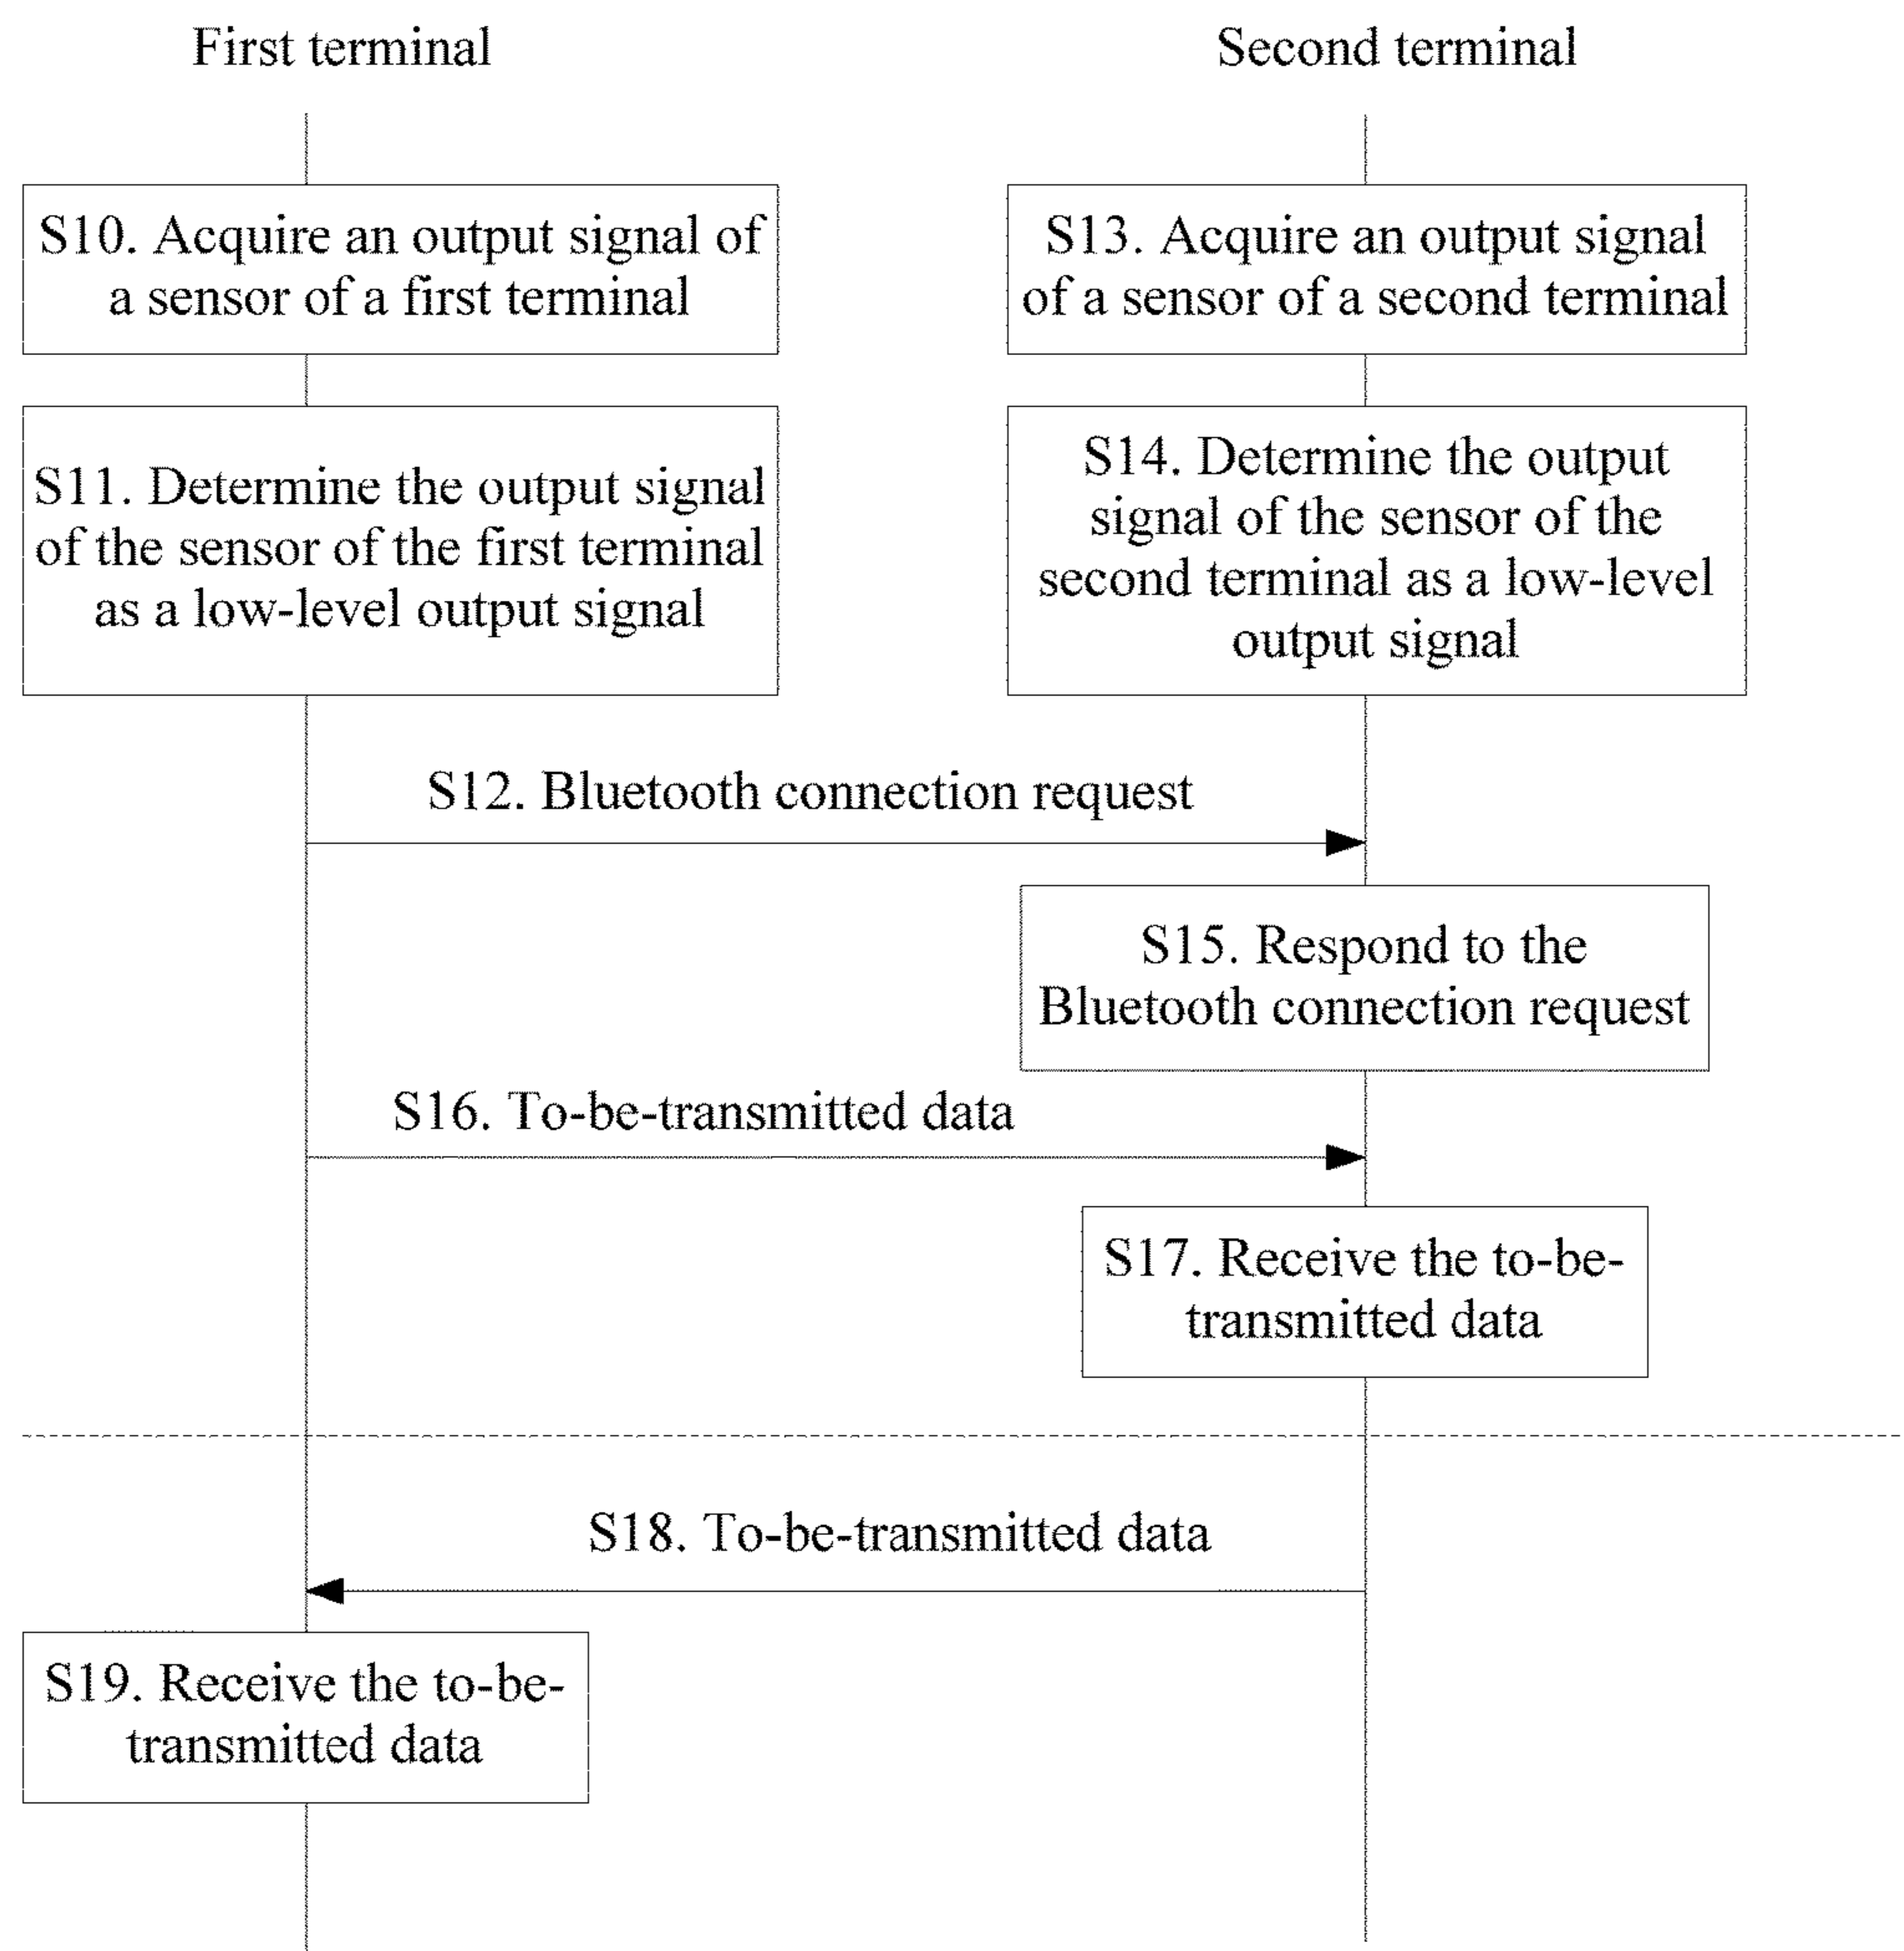 First terminal
Second terminal
S10. Acquire an output signal of
a sensor of a first terminal
S13. Acquire an output signal
of a sensor of a second terminal
S11. Determine the output signal
of the sensor of the first terminal
as a low-level output signal
S14. Determine the output
signal of the sensor of the
second terminal as a low-level
output signal
S12. Bluetooth connection request
S15. Respond to the
Bluetooth connection request
S16. To-be-transmitted data
S17. Receive the to-be-
transmitted data
S18. To-be-transmitted data
S19. Receive the to-be-
transmitted data